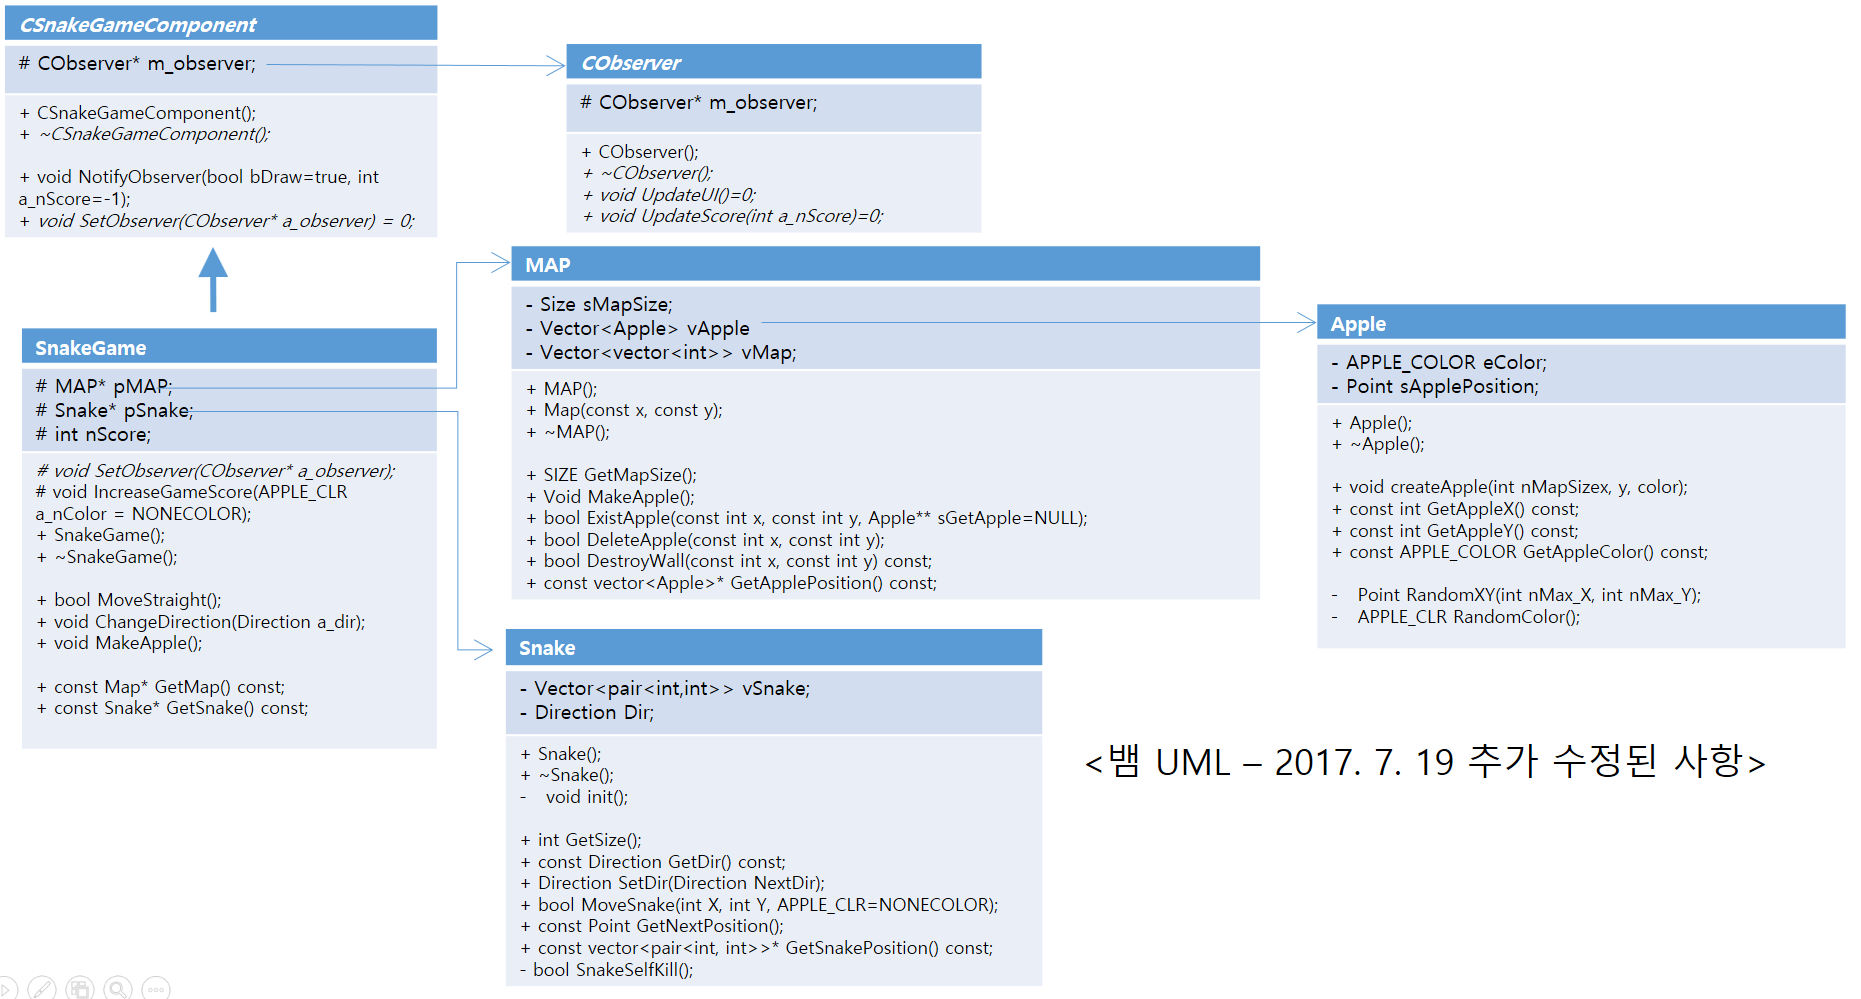 CSnakeGameComponent
# CObserver* m_observer;
+ CSnakeGameComponent();
+ ~CSnakeGameComponent();
+ void NotifyObserver(bool bDraw=true, int
a_nScore=-1);
+ void SetObserver(CObserver* a_observer) = 0;
CObserver
# CObserver* m_observer;
+ CObserver();
+ ~CObserver();
+ void UpdateUI()=0;
+ void UpdateScore(int a_nScore)=0;
SnakeGame
# MAP* pMAP;
# Snake* pSnake;
# int nScore;
# void SetObserver(CObserver* a_observer);
# void IncreaseGameScore(APPLE_CLR
a_nColor = NONECOLOR);
+ SnakeGame();
+ ~SnakeGame();
+ bool MoveStraight();
+ void ChangeDirection(Direction a_dir);
+ void MakeApple();
+ const Map* GetMap() const;
+ const Snake* GetSnake() const;
MAP
- Size sMapSize;
- Vector<Apple> vApple
- Vector<vector<int>> vMap;
+ MAP();
+ Map(const x, const y);
+ ~MAP();
+ SIZE GetMapSize();
+ Void MakeApple();
+ bool ExistApple(const int x, const int y, Apple** sGetApple=NULL);
+ bool DeleteApple(const int x, const int y);
+ bool DestroyWall(const int x, const int y) const;
+ const vector<Apple>* GetApplePosition() const;
Apple
- APPLE_COLOR eColor;
- Point sApplePosition;
+ Apple();
+ ~Apple();
+ void createApple(int nMapSizex, y, color);
+ const int GetAppleX() const;
+ const int GetAppleY() const;
+ const APPLE_COLOR GetAppleColor() const;
- Point RandomXY(int nMax_X, int nMax_Y);
- APPLE_CLR RandomColor();
Snake
- Vector<pair<int,int>> vSnake;
- Direction Dir;
+ Snake();
+ ~Snake();
- void init();
+ int GetSize();
+ const Direction GetDir() const;
+ Direction SetDir(Direction NextDir);
+ bool MoveSnake(int X, int Y, APPLE_CLR=NONECOLOR);
+ const Point GetNextPosition();
+ const vector<pair<int, int>>* GetSnakePosition() const;
- bool SnakeSelfKill();
<뱀 UML – 2017. 7. 19 추가 수정된 사항>